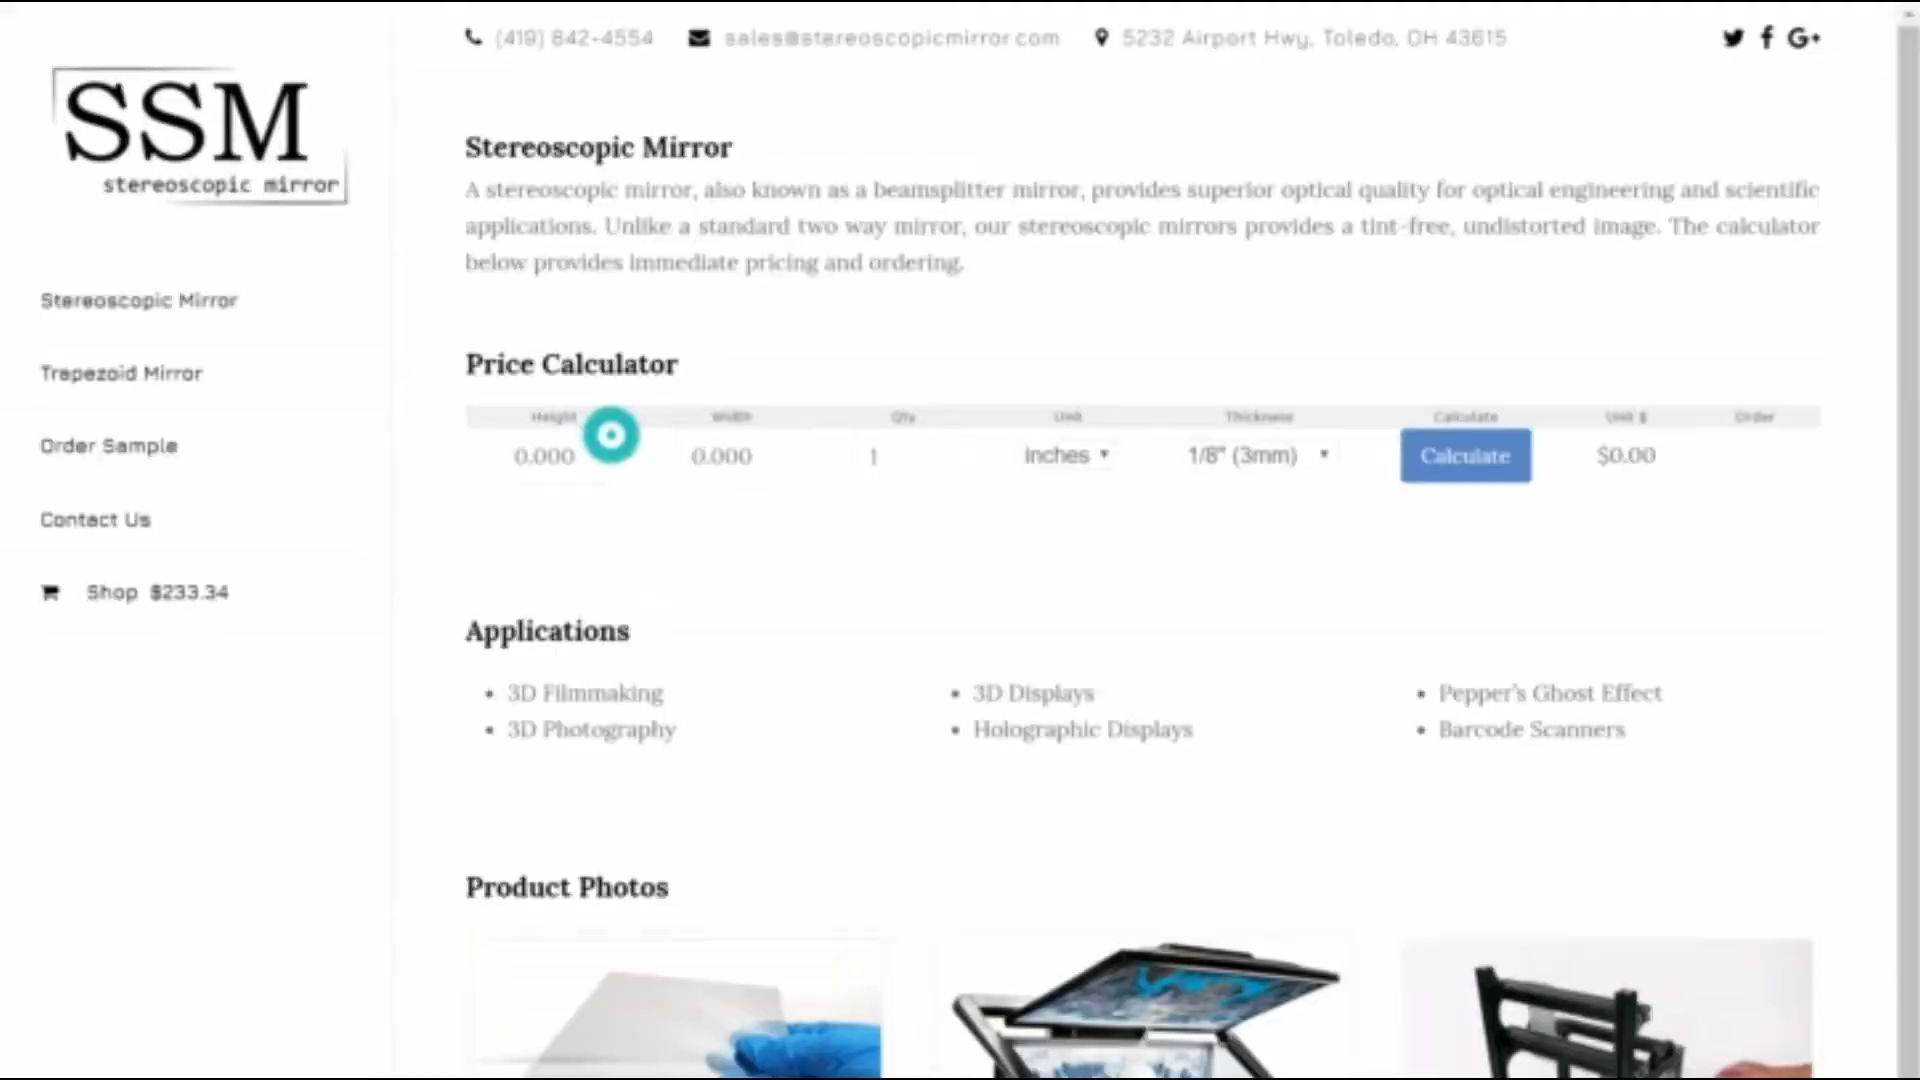 (419) 842-4554 sales@stereoscopicmirror.com 5232 Airport Hwy, Toledo, OH 43615
SSM
stereoscopic mirror
Stereoscopic Mirror
Trapezoid Mirror
Order Sample
Contact Us
Shop $233.34
Stereoscopic Mirror
A stereoscopic mirror, also known as a beamsplitter mirror, provides superior optical quality for optical engineering and scientific
applications. Unlike a standard two way mirror, our stereoscopic mirrors provides a tint-free, undistorted image. The calculator
below provides immediate pricing and ordering.
Price Calculator
Height Width Qty Unit Thickness Calculate Unit $ Order
0.000 0.000 1 inches 1/8" (3mm) Calculate $0.00
Applications
• 3D Filmmaking • 3D Displays • Pepper's Ghost Effect
• 3D Photography • Holographic Displays • Barcode Scanners
Product Photos